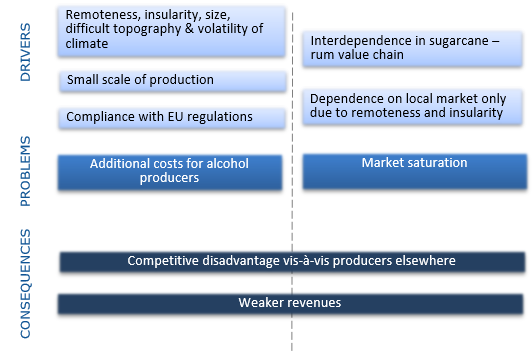 DRIVERS
Remoteness, insularity, size,
difficult topography & volatility of
climate
Small scale of production
Compliance with EU regulations
Interdependence in sugarcane –
rum value chain
Dependence on local market only
due to remoteness and insularity
PROBLEMS
Additional costs for alcohol
producers
Market saturation
CONSEQUENCES
Competitive disadvantage vis-à-vis producers elsewhere
Weaker revenues